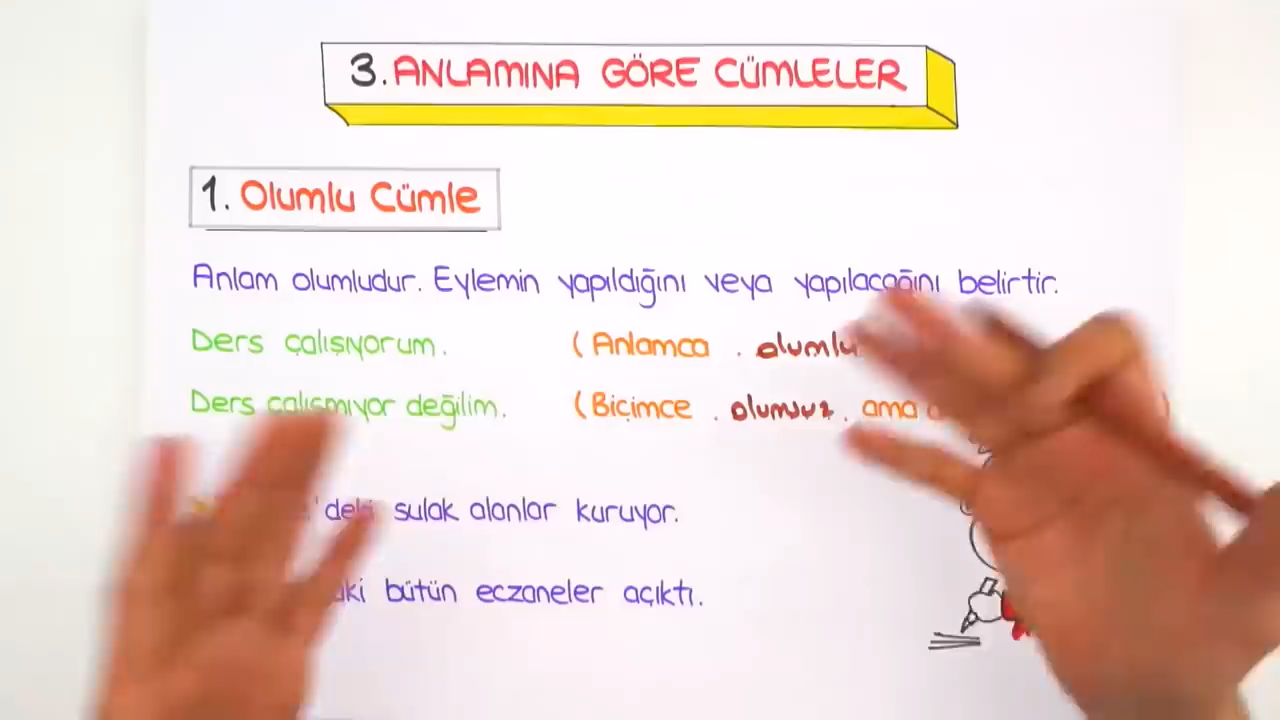 3. ANLAMINA GÖRE CÜMLELER
1. Olumlu Cümle
Anlam olumludur. Eylemin yapıldığını veya yapılacağını belirtir.
Ders çalışıyorum. (Anlamca . olumlu
Ders çalışmıyor değilim. (Biçimce . olumsuz . ama )
'deki sulak alanlar kuruyor.
bütün eczaneler açıktı.